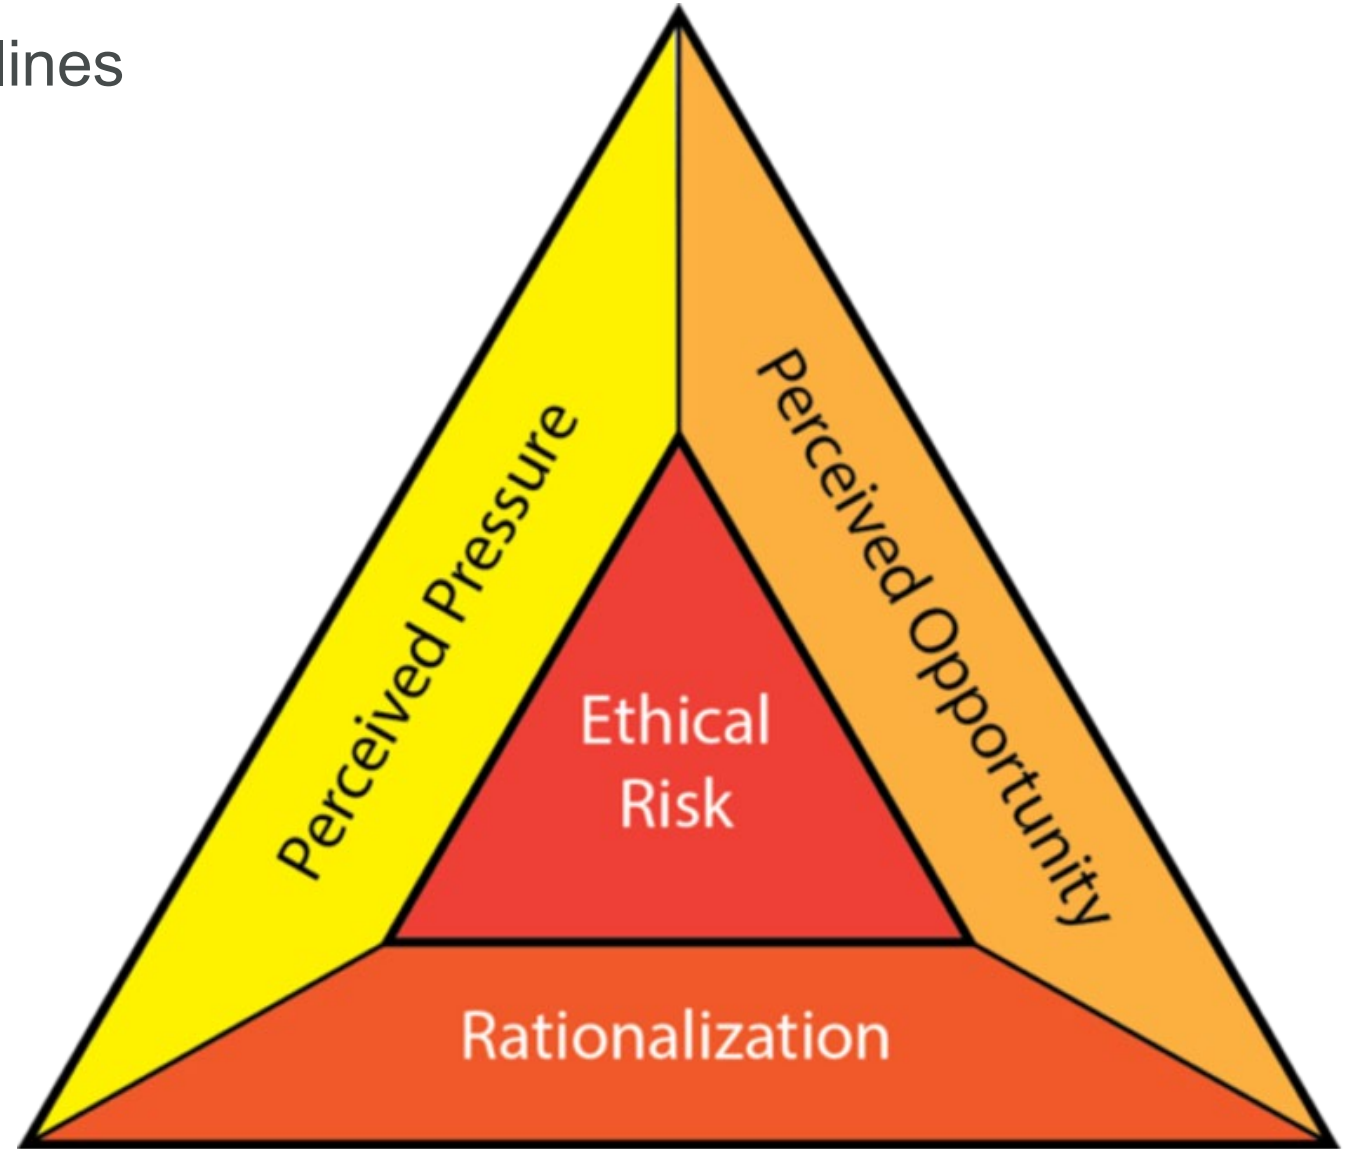 lines
Perceived Pressure
Perceived Opportunity
Ethical
Risk
Rationalization